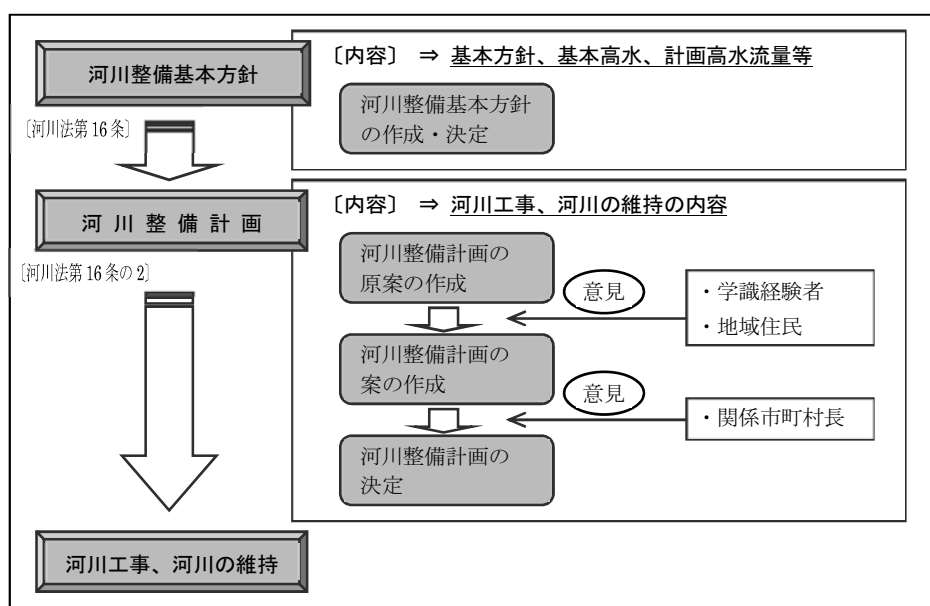 河川整備基本方針
〔内容〕 ⇒ 基本方針、基本高水、計画高水流量等
河川整備基本方針
の作成・決定
〔河川法第16条〕
河川整備計画
〔内容〕 ⇒ 河川工事、河川の維持の内容
〔河川法第16条の2〕
河川整備計画の
原案の作成
意見
・学識経験者
・地域住民
河川整備計画の
案の作成
意見
・関係市町村長
河川整備計画の
決定
河川工事、河川の維持